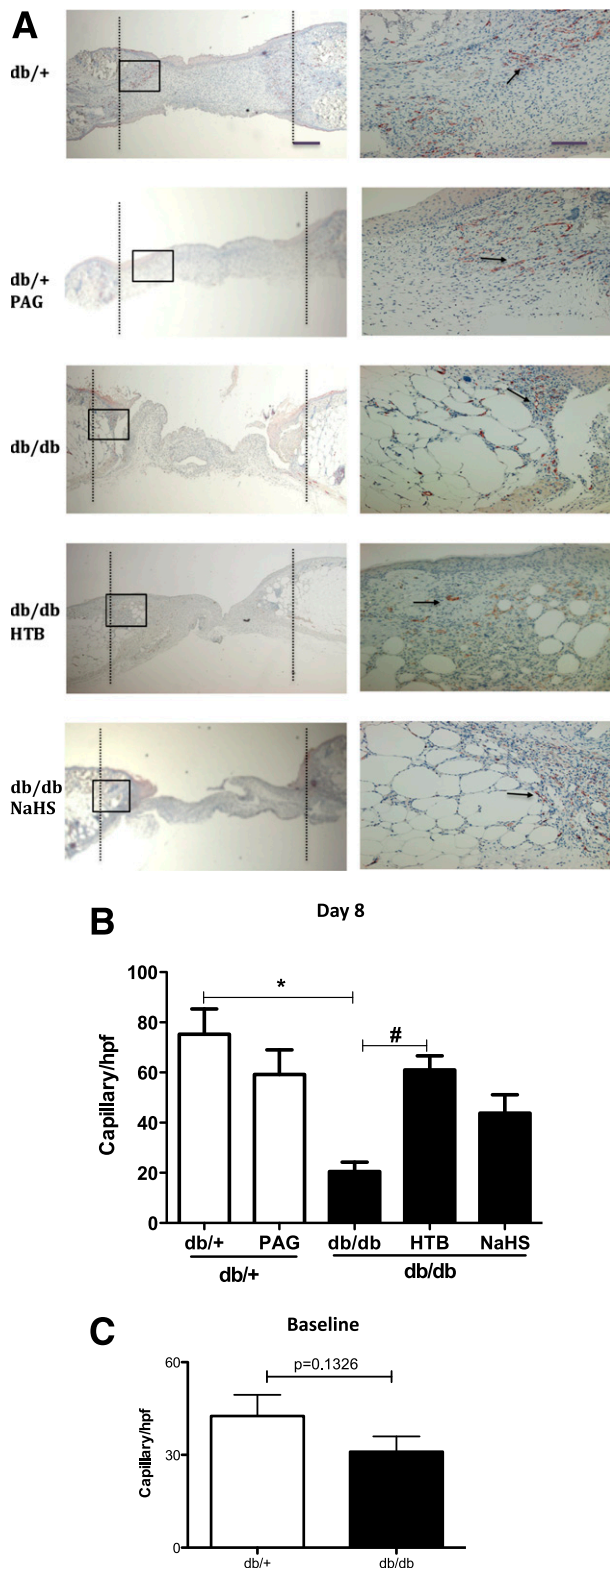 A
db/+
db/+
PAG
db/db
db/db
HTB
db/db
NaHS
B
Day 8
Capillary/hpf
100
80
60
40
20
0
*
#
db/+ PAG db/db HTB NaHS
db/+ db/db
C
Baseline
Capillary/hpf
60
30
0
p=0.1326
db/+ db/db